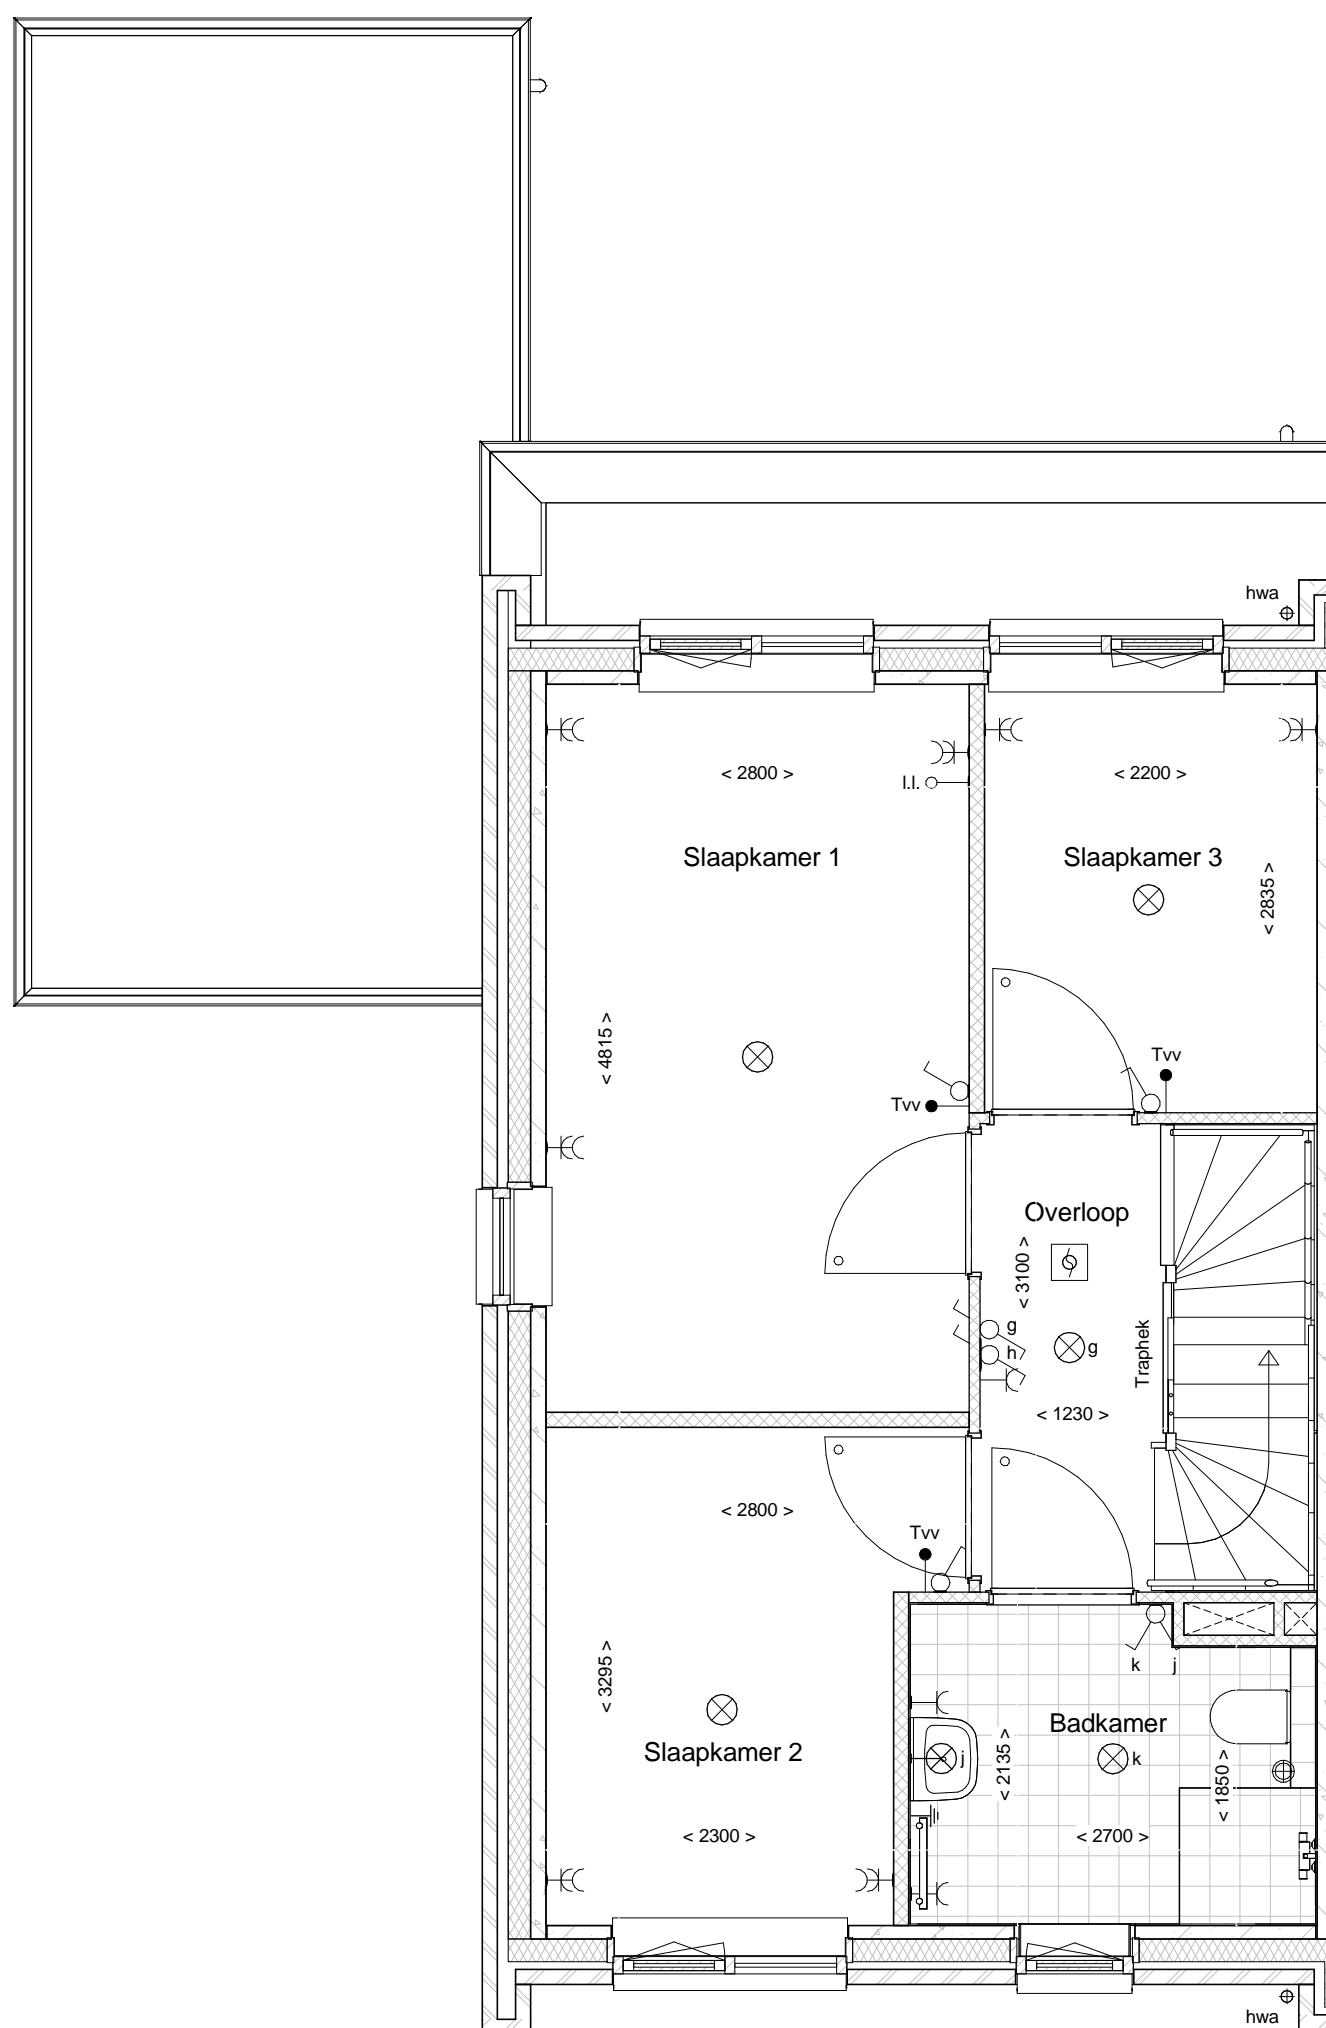 hwa
< 2800 >
< 2200 >
l.l.
Slaapkamer 1
Slaapkamer 3
< 2835 >
< 4815 >
Tvv
Tvv
Overloop
< 3100 >
g
h
g
Traphek
< 1230 >
< 2800 >
Tvv
< 3295 >
k
j
Badkamer
Slaapkamer 2
j
< 2135 >
k
< 1850 >
< 2300 >
< 2700 >
hwa